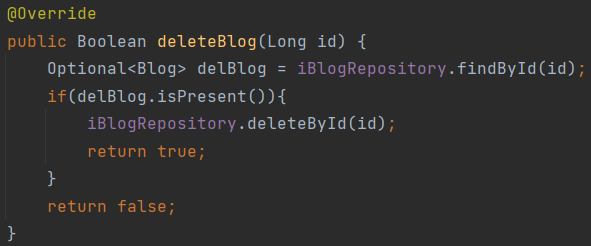 @Override
public Boolean deleteBlog(Long id) {
    Optional<Blog> delBlog = iBlogRepository.findById(id);
    if(delBlog.isPresent()){
        iBlogRepository.deleteById(id);
        return true;
    }
    return false;
}